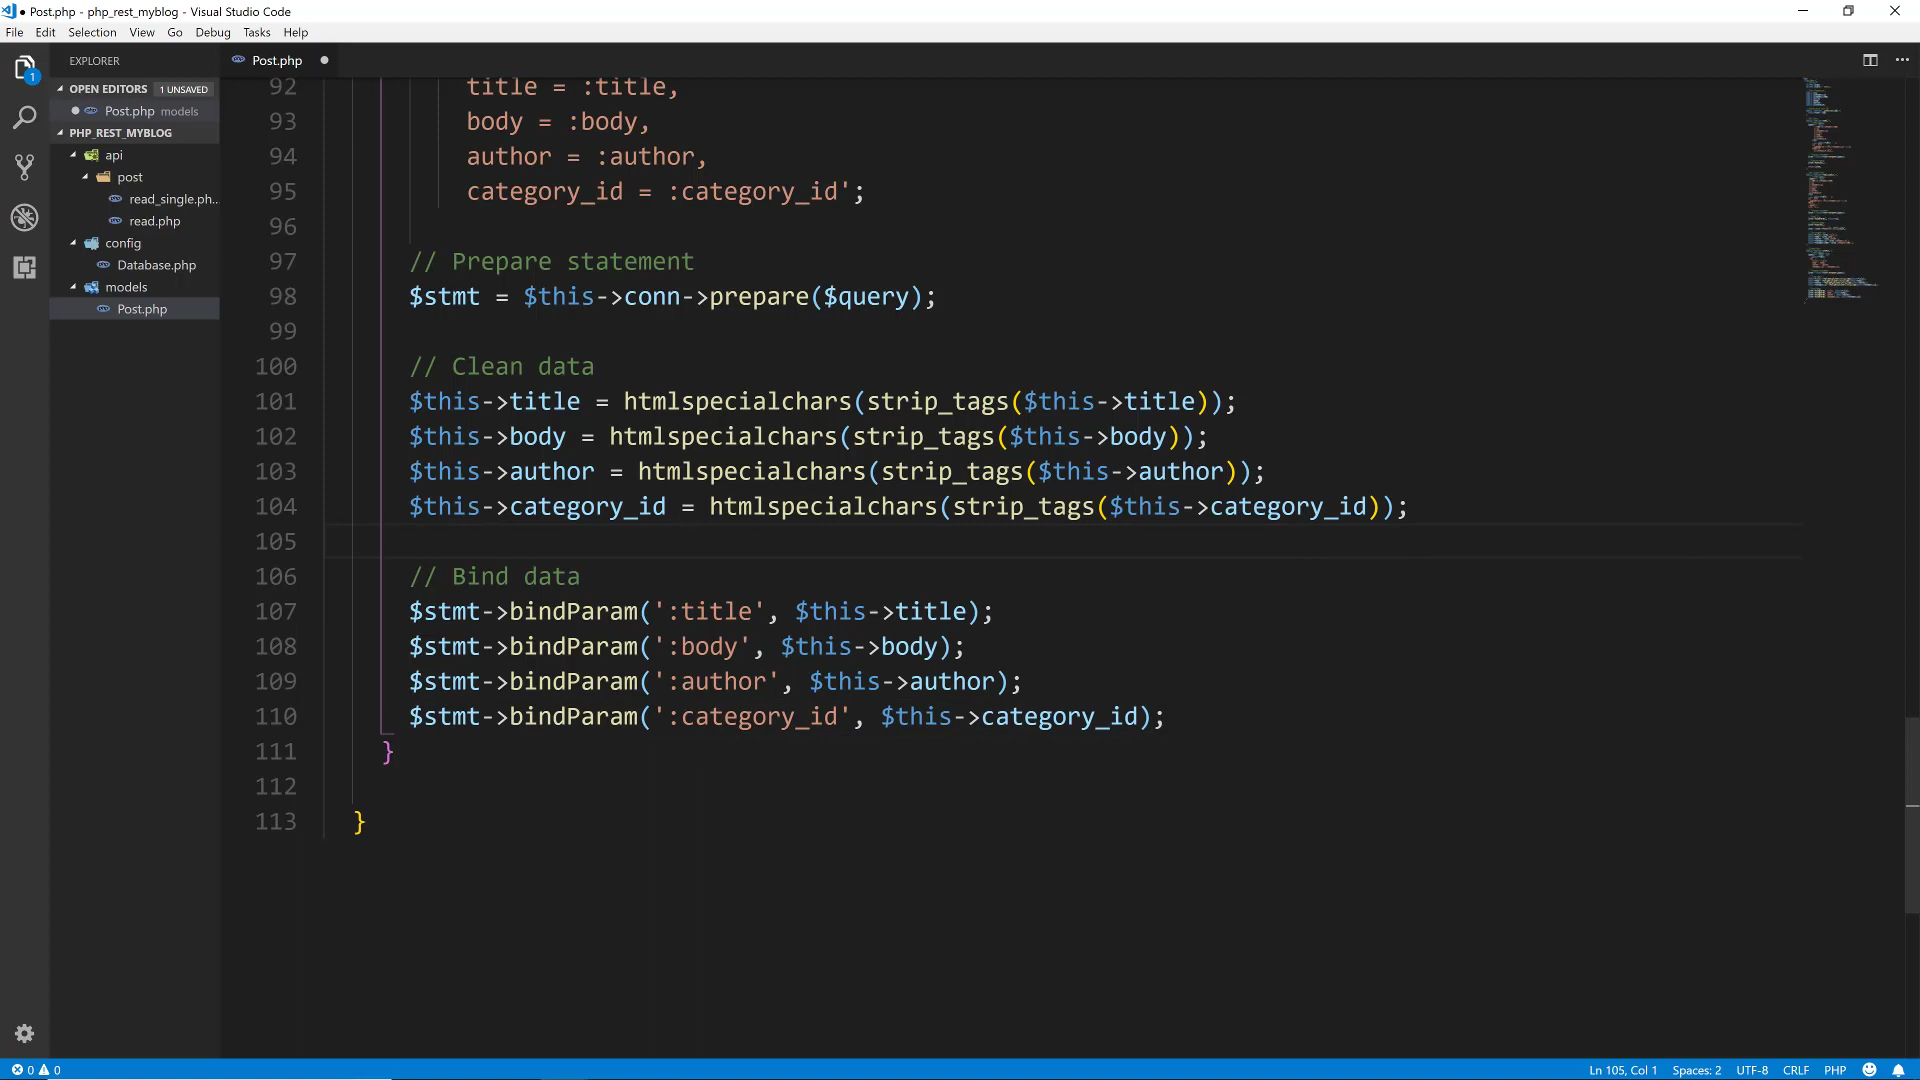 Post.php - php_rest_myblog - Visual Studio Code
File Edit Selection View Go Debug Tasks Help
EXPLORER
OPEN EDITORS 1 UNSAVED
Post.php models
PHP_REST_MYBLOG
api
post
read_single.ph...
read.php
config
Database.php
models
Post.php
1
Post.php
92 title = :title,
93 body = :body,
94 author = :author,
95 category_id = :category_id';
96
97 // Prepare statement
98 $stmt = $this->conn->prepare($query);
99
100 // Clean data
101 $this->title = htmlspecialchars(strip_tags($this->title));
102 $this->body = htmlspecialchars(strip_tags($this->body));
103 $this->author = htmlspecialchars(strip_tags($this->author));
104 $this->category_id = htmlspecialchars(strip_tags($this->category_id));
105
106 // Bind data
107 $stmt->bindParam(':title', $this->title);
108 $stmt->bindParam(':body', $this->body);
109 $stmt->bindParam(':author', $this->author);
110 $stmt->bindParam(':category_id', $this->category_id);
111 }
112
113 }
0 0 Ln 105, Col 1 Spaces: 2 UTF-8 CRLF PHP